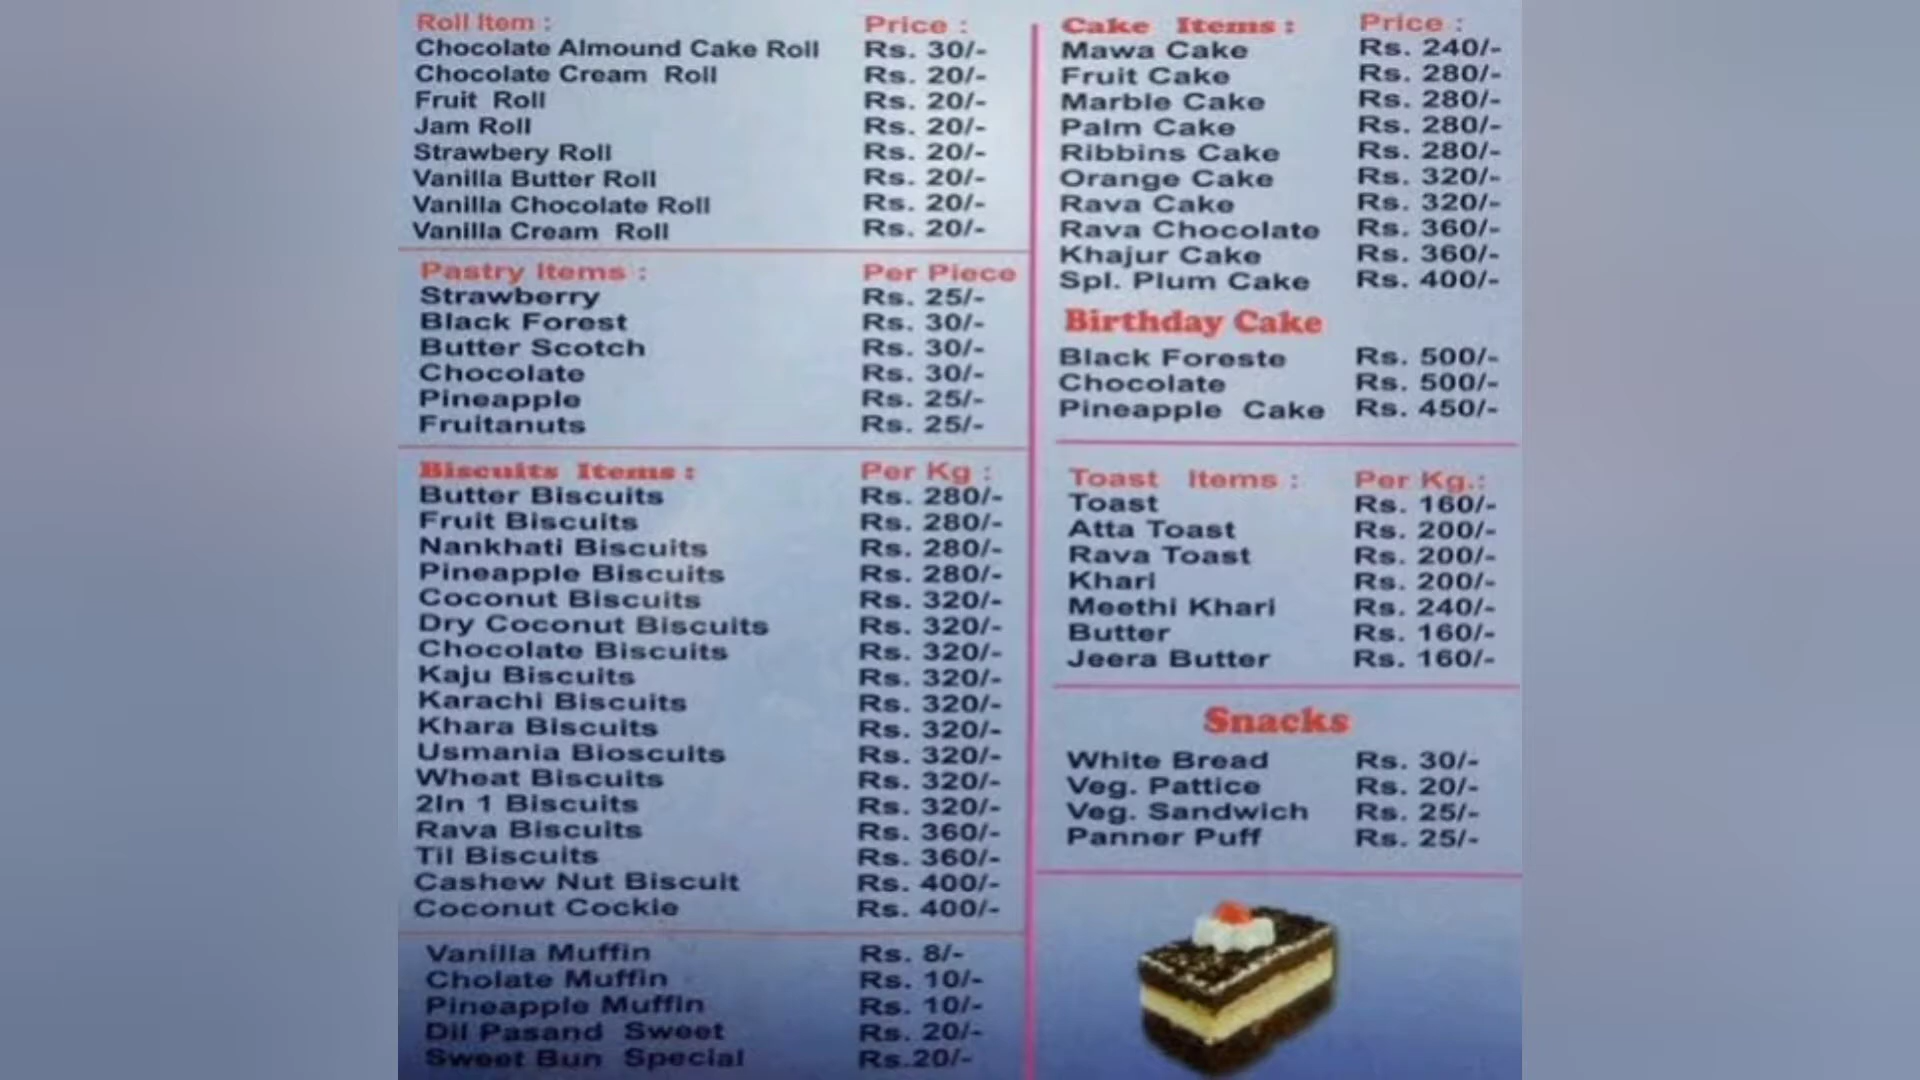 Roll Item : Price :
Chocolate Almound Cake Roll Rs. 30/-
Chocolate Cream Roll Rs. 20/-
Fruit Roll Rs. 20/-
Jam Roll Rs. 20/-
Strawbery Roll Rs. 20/-
Vanilla Butter Roll Rs. 20/-
Vanilla Chocolate Roll Rs. 20/-
Vanilla Cream Roll Rs. 20/-
Pastry Items : Per Piece
Strawberry Rs. 25/-
Black Forest Rs. 30/-
Butter Scotch Rs. 30/-
Chocolate Rs. 30/-
Pineapple Rs. 25/-
Fruitanuts Rs. 25/-
Biscuits Items : Per Kg :
Butter Biscuits Rs. 280/-
Fruit Biscuits Rs. 280/-
Nankhati Biscuits Rs. 280/-
Pineapple Biscuits Rs. 280/-
Coconut Biscuits Rs. 320/-
Dry Coconut Biscuits Rs. 320/-
Chocolate Biscuits Rs. 320/-
Kaju Biscuits Rs. 320/-
Karachi Biscuits Rs. 320/-
Khara Biscuits Rs. 320/-
Usmania Bioscuits Rs. 320/-
Wheat Biscuits Rs. 320/-
2In 1 Biscuits Rs. 320/-
Rava Biscuits Rs. 360/-
Til Biscuits Rs. 360/-
Cashew Nut Biscuit Rs. 400/-
Coconut Cockie Rs. 400/-
Vanilla Muffin Rs. 8/-
Cholate Muffin Rs. 10/-
Pineapple Muffin Rs. 10/-
Dil Pasand Sweet Rs. 20/-
Sweet Bun Special Rs.20/-
Cake Items : Price :
Mawa Cake Rs. 240/-
Fruit Cake Rs. 280/-
Marble Cake Rs. 280/-
Palm Cake Rs. 280/-
Ribbins Cake Rs. 280/-
Orange Cake Rs. 320/-
Rava Cake Rs. 320/-
Rava Chocolate Rs. 360/-
Khajur Cake Rs. 360/-
Spl. Plum Cake Rs. 400/-
Birthday Cake
Black Foreste Rs. 500/-
Chocolate Rs. 500/-
Pineapple Cake Rs. 450/-
Toast Items : Per Kg.:
Toast Rs. 160/-
Atta Toast Rs. 200/-
Rava Toast Rs. 200/-
Khari Rs. 200/-
Meethi Khari Rs. 240/-
Butter Rs. 160/-
Jeera Butter Rs. 160/-
Snacks
White Bread Rs. 30/-
Veg. Pattice Rs. 20/-
Veg. Sandwich Rs. 25/-
Panner Puff Rs. 25/-